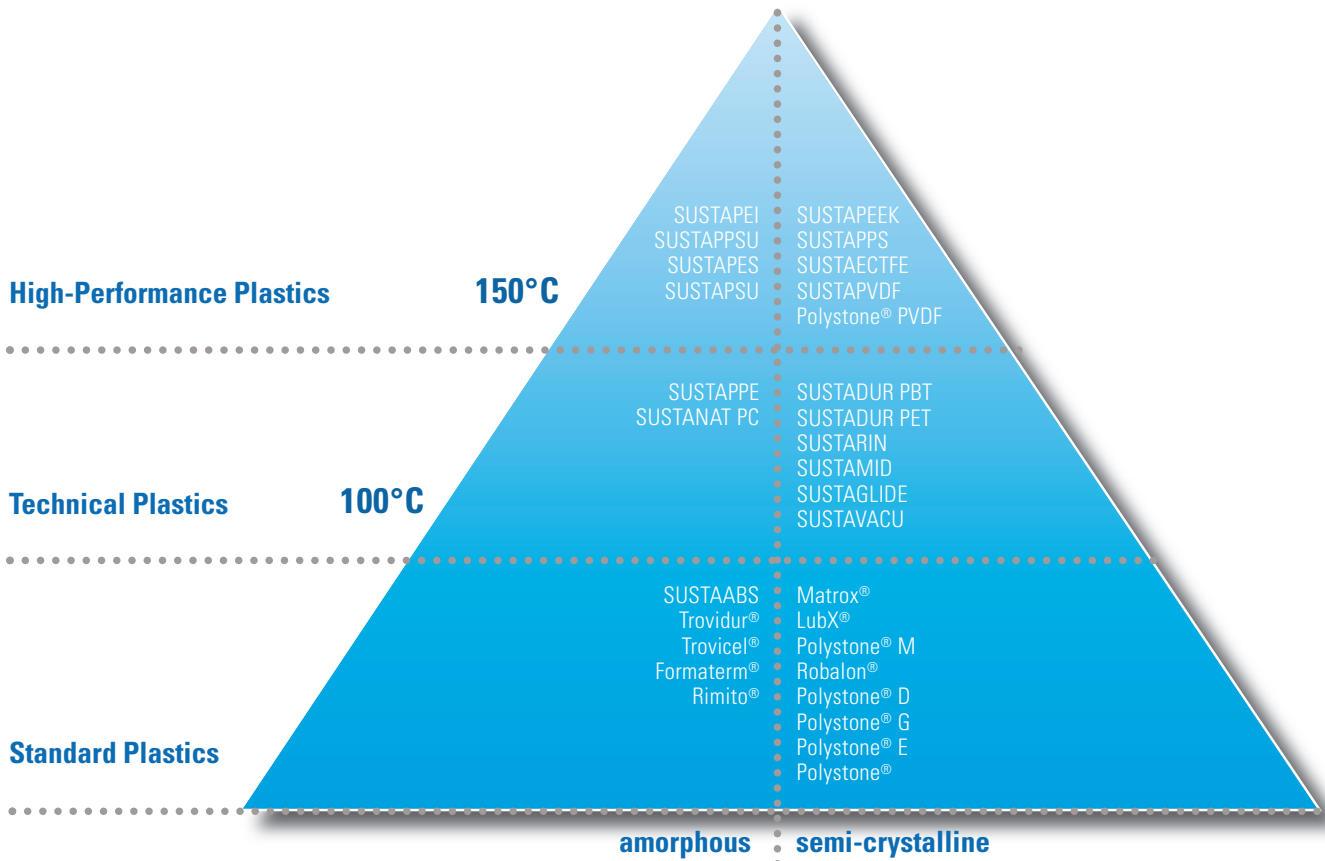 SUSTAPEI SUSTAPEEK
SUSTAPPSU SUSTAPPS
SUSTAPES SUSTAECTFE
High-Performance Plastics 150°C SUSTAPSU SUSTAPVDF
Polystone® PVDF
SUSTAPPE SUSTADUR PBT
SUSTANAT PC SUSTADUR PET
SUSTARIN
SUSTAMID
Technical Plastics 100°C SUSTAGLIDE
SUSTAVACU
SUSTAABS Matrox®
Trovidur® LubX®
Trovicel® Polystone® M
Formaterm® Robalon®
Rimito® Polystone® D
Polystone® G
Standard Plastics Polystone® E
Polystone®
amorphous semi-crystalline